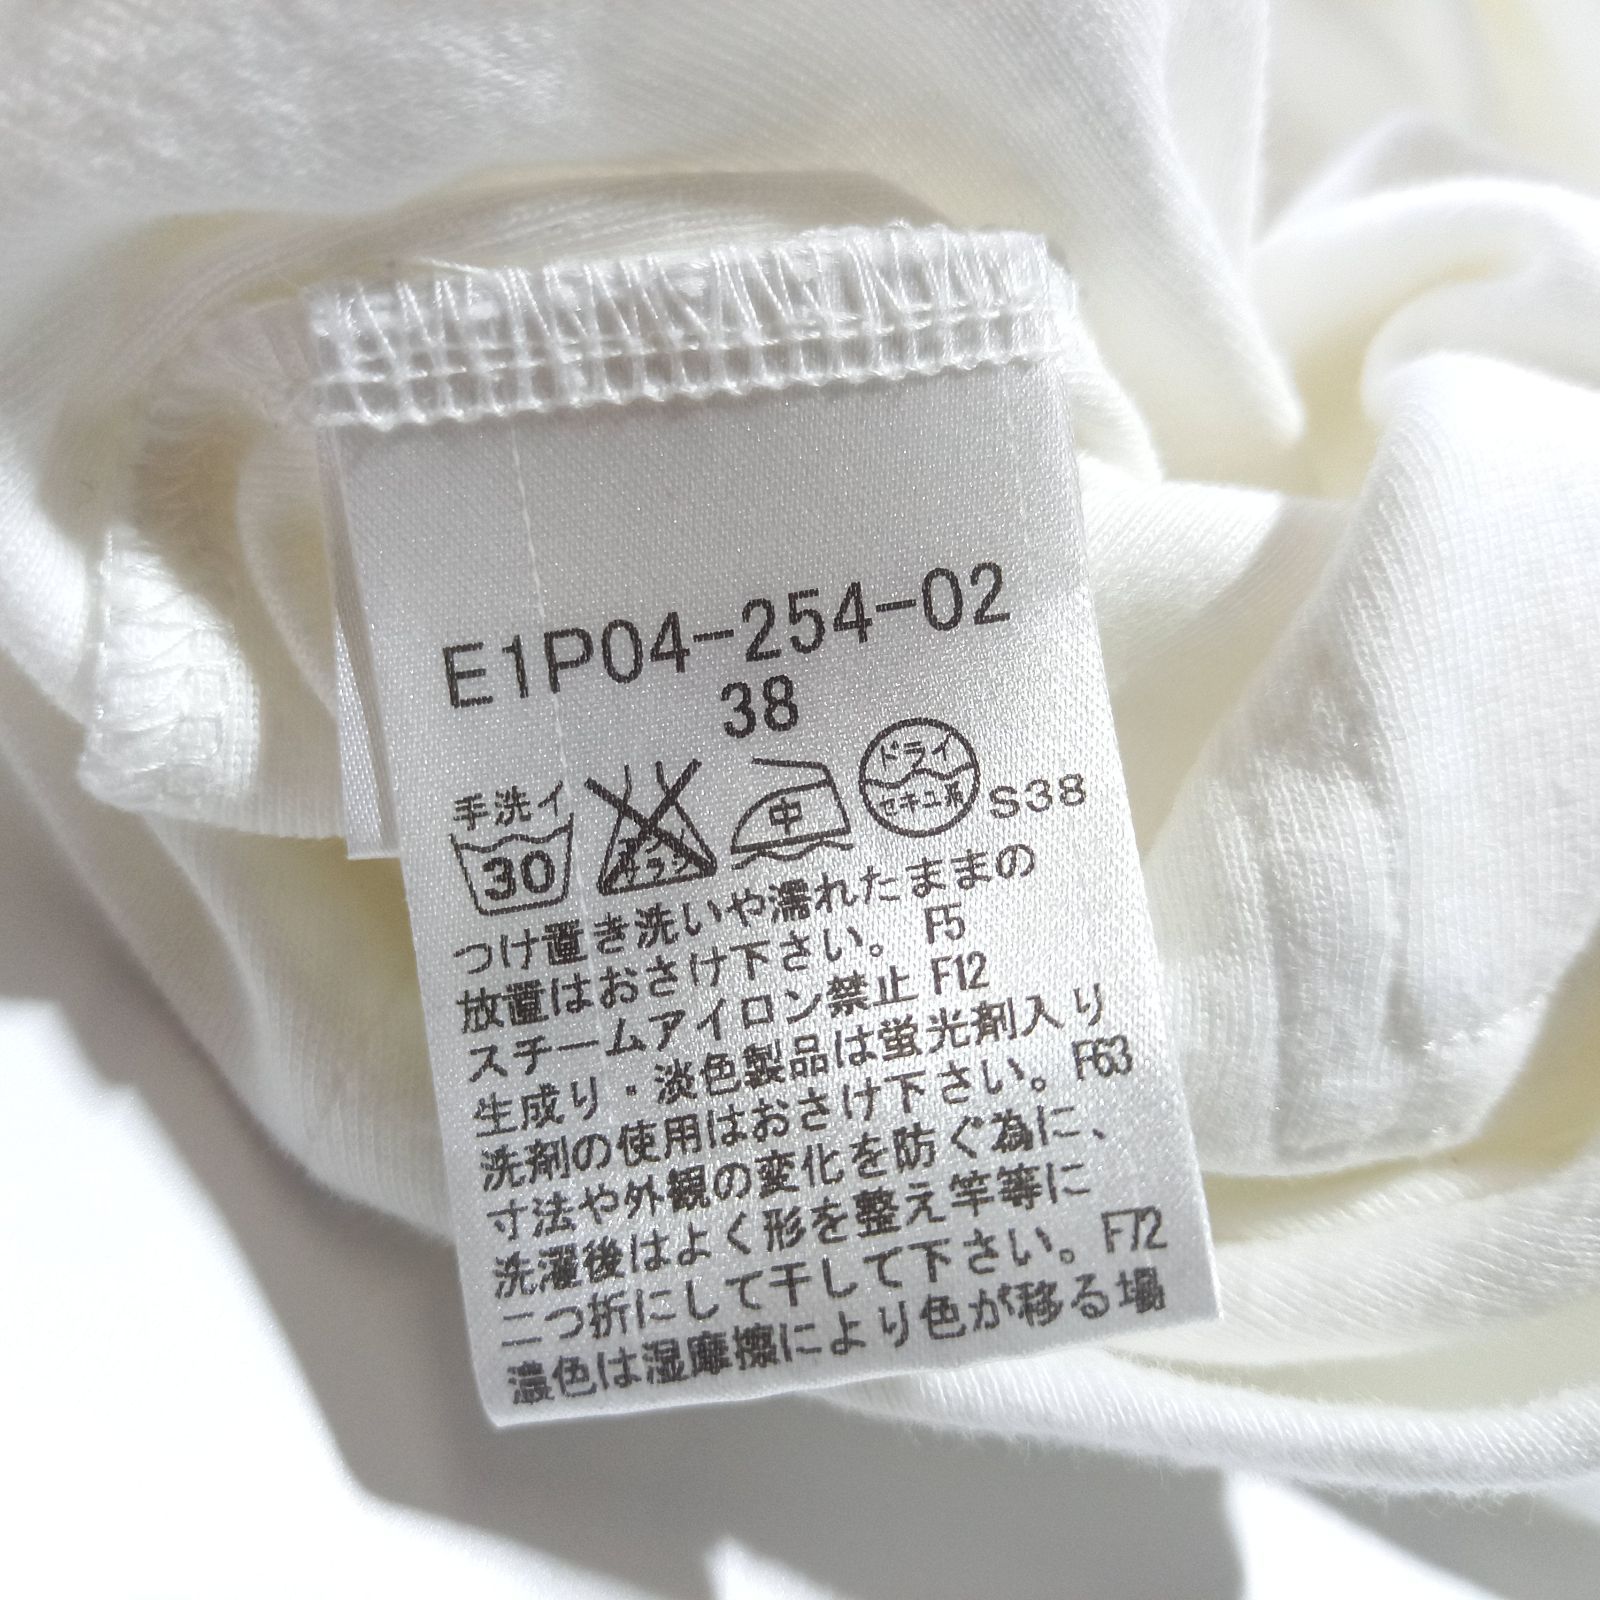 E1P04-254-02
38
手洗イ 30 エンソサラシ 中 ドライ セキユ系 S38
つけ置き洗いや濡れたままの
放置はおさけ下さい。 F5
スチームアイロン禁止 F12
生成り・淡色製品は蛍光剤入り
洗剤の使用はおさけ下さい。 F63
寸法や外観の変化を防ぐ為に、
洗濯後はよく形を整え竿等に
二つ折にして干して下さい。 F72
濃色は湿摩擦により色が移る場